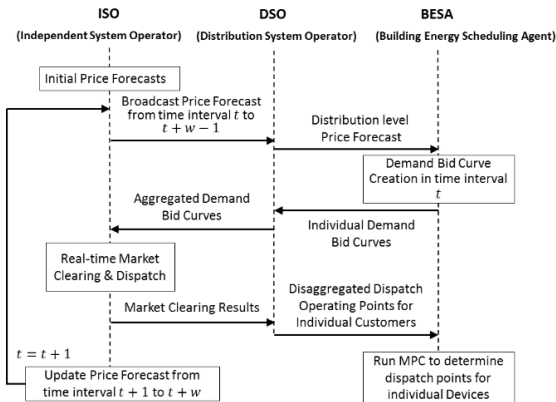 ISO
(Independent System Operator)
DSO
(Distribution System Operator)
BESA
(Building Energy Scheduling Agent)
Initial Price Forecasts
Broadcast Price Forecast
from time interval t to
t + w − 1
Distribution level
Price Forecast
Demand Bid Curve
Creation in time interval
t
Aggregated Demand
Bid Curves
Individual Demand
Bid Curves
Real-time Market
Clearing & Dispatch
Market Clearing Results
Disaggregated Dispatch
Operating Points for
Individual Customers
t = t + 1
Update Price Forecast from
time interval t + 1 to t + w
Run MPC to determine
dispatch points for
individual Devices